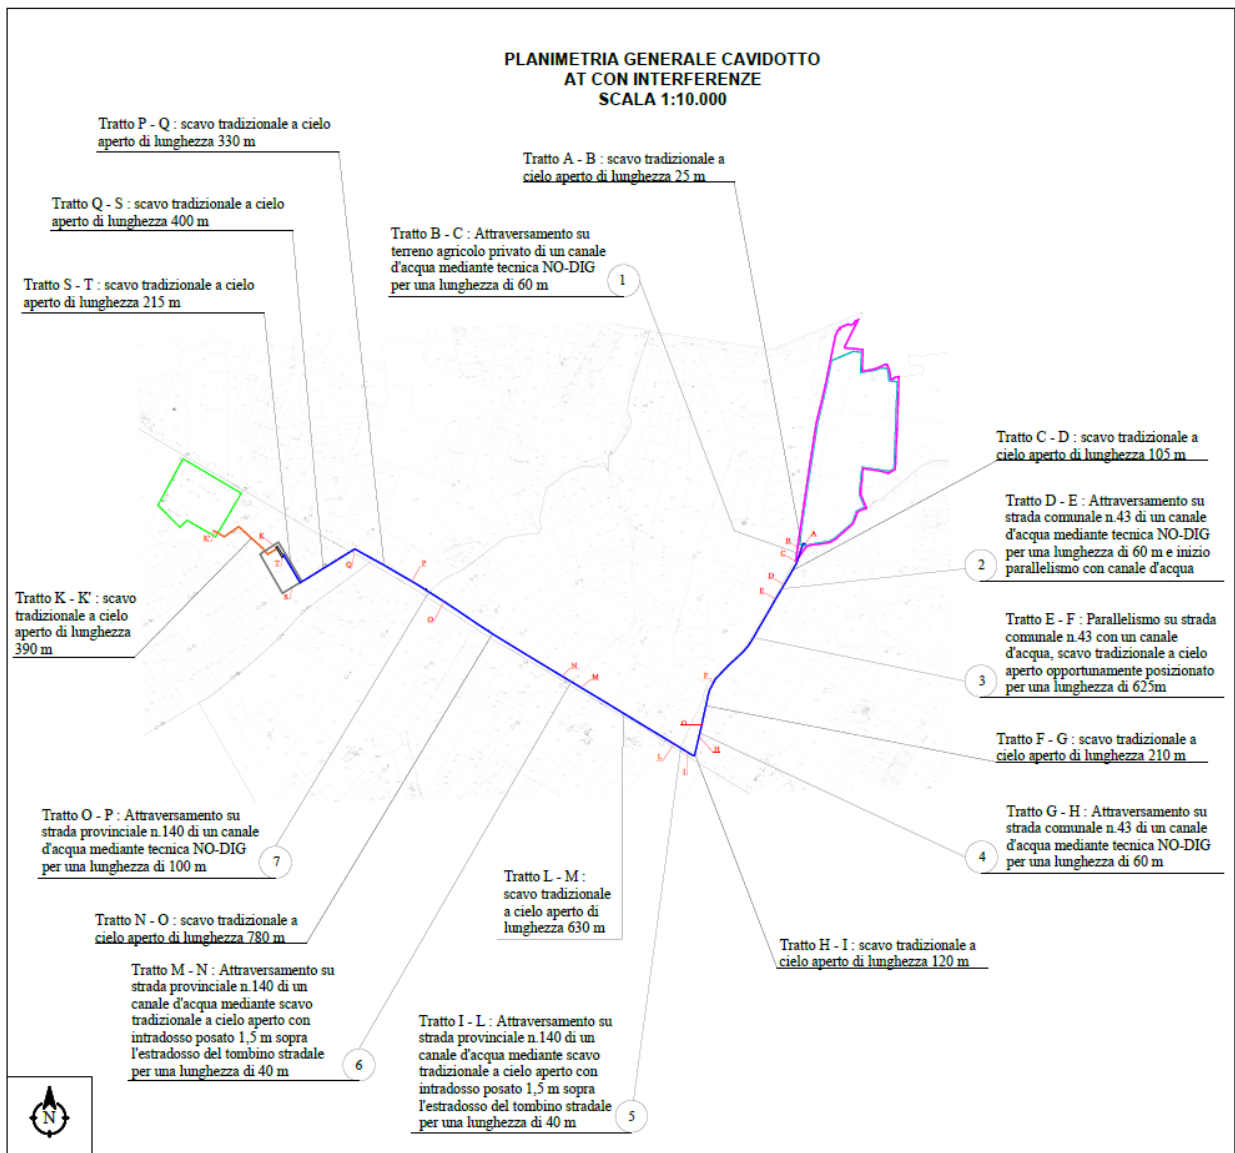 PLANIMETRIA GENERALE CAVIDOTTO
AT CON INTERFERENZE
SCALA 1:10.000
Tratto P - Q : scavo tradizionale a cielo
aperto di lunghezza 330 m
Tratto A - B : scavo tradizionale a
cielo aperto di lunghezza 25 m
Tratto Q - S : scavo tradizionale a cielo
aperto di lunghezza 400 m
Tratto B - C : Attraversamento su
terreno agricolo privato di un canale
d'acqua mediante tecnica NO-DIG
per una lunghezza di 60 m
1
Tratto S - T : scavo tradizionale a cielo
aperto di lunghezza 215 m
Tratto C - D : scavo tradizionale a
cielo aperto di lunghezza 105 m
Tratto D - E : Attraversamento su
strada comunale n.43 di un canale
d'acqua mediante tecnica NO-DIG
per una lunghezza di 60 m e inizio
parallelismo con canale d'acqua
2
A
B
C
D
E
K'
K
T
S
Q
P
O
N
M
F
G
H
L
I
Tratto K - K' : scavo
tradizionale a cielo
aperto di lunghezza
390 m
Tratto E - F : Parallelismo su strada
comunale n.43 con un canale
d'acqua, scavo tradizionale a cielo
aperto opportunamente posizionato
per una lunghezza di 625m
3
Tratto F - G : scavo tradizionale a
cielo aperto di lunghezza 210 m
Tratto G - H : Attraversamento su
strada comunale n.43 di un canale
d'acqua mediante tecnica NO-DIG
per una lunghezza di 60 m
4
Tratto O - P : Attraversamento su
strada provinciale n.140 di un canale
d'acqua mediante tecnica NO-DIG
per una lunghezza di 100 m
7
Tratto L - M :
scavo tradizionale
a cielo aperto di
lunghezza 630 m
Tratto N - O : scavo tradizionale a
cielo aperto di lunghezza 780 m
Tratto H - I : scavo tradizionale a
cielo aperto di lunghezza 120 m
Tratto M - N : Attraversamento su
strada provinciale n.140 di un
canale d'acqua mediante scavo
tradizionale a cielo aperto con
intradosso posato 1,5 m sopra
l'estradosso del tombino stradale
per una lunghezza di 40 m
6
Tratto I - L : Attraversamento su
strada provinciale n.140 di un
canale d'acqua mediante scavo
tradizionale a cielo aperto con
intradosso posato 1,5 m sopra
l'estradosso del tombino stradale
per una lunghezza di 40 m
5
N